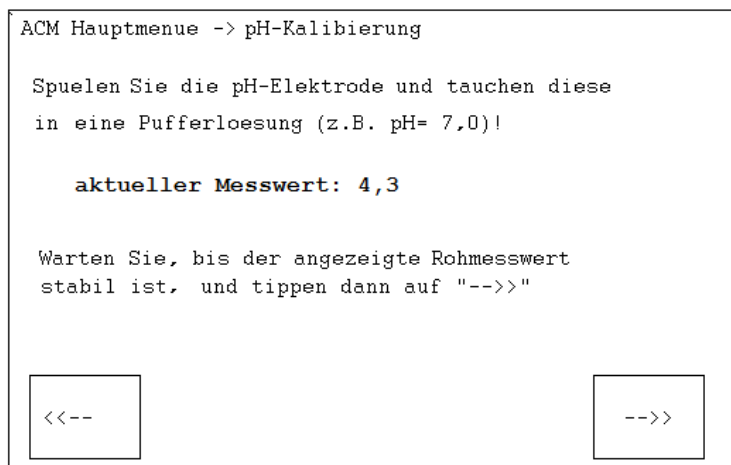 ACM Hauptmenue -> pH-Kalibierung
Spuelen Sie die pH-Elektrode und tauchen diese
in eine Pufferloesung (z.B. pH= 7,0)!
aktueller Messwert: 4,3
Warten Sie, bis der angezeigte Rohmesswert
stabil ist, und tippen dann auf "-->>"
<<-- -->>